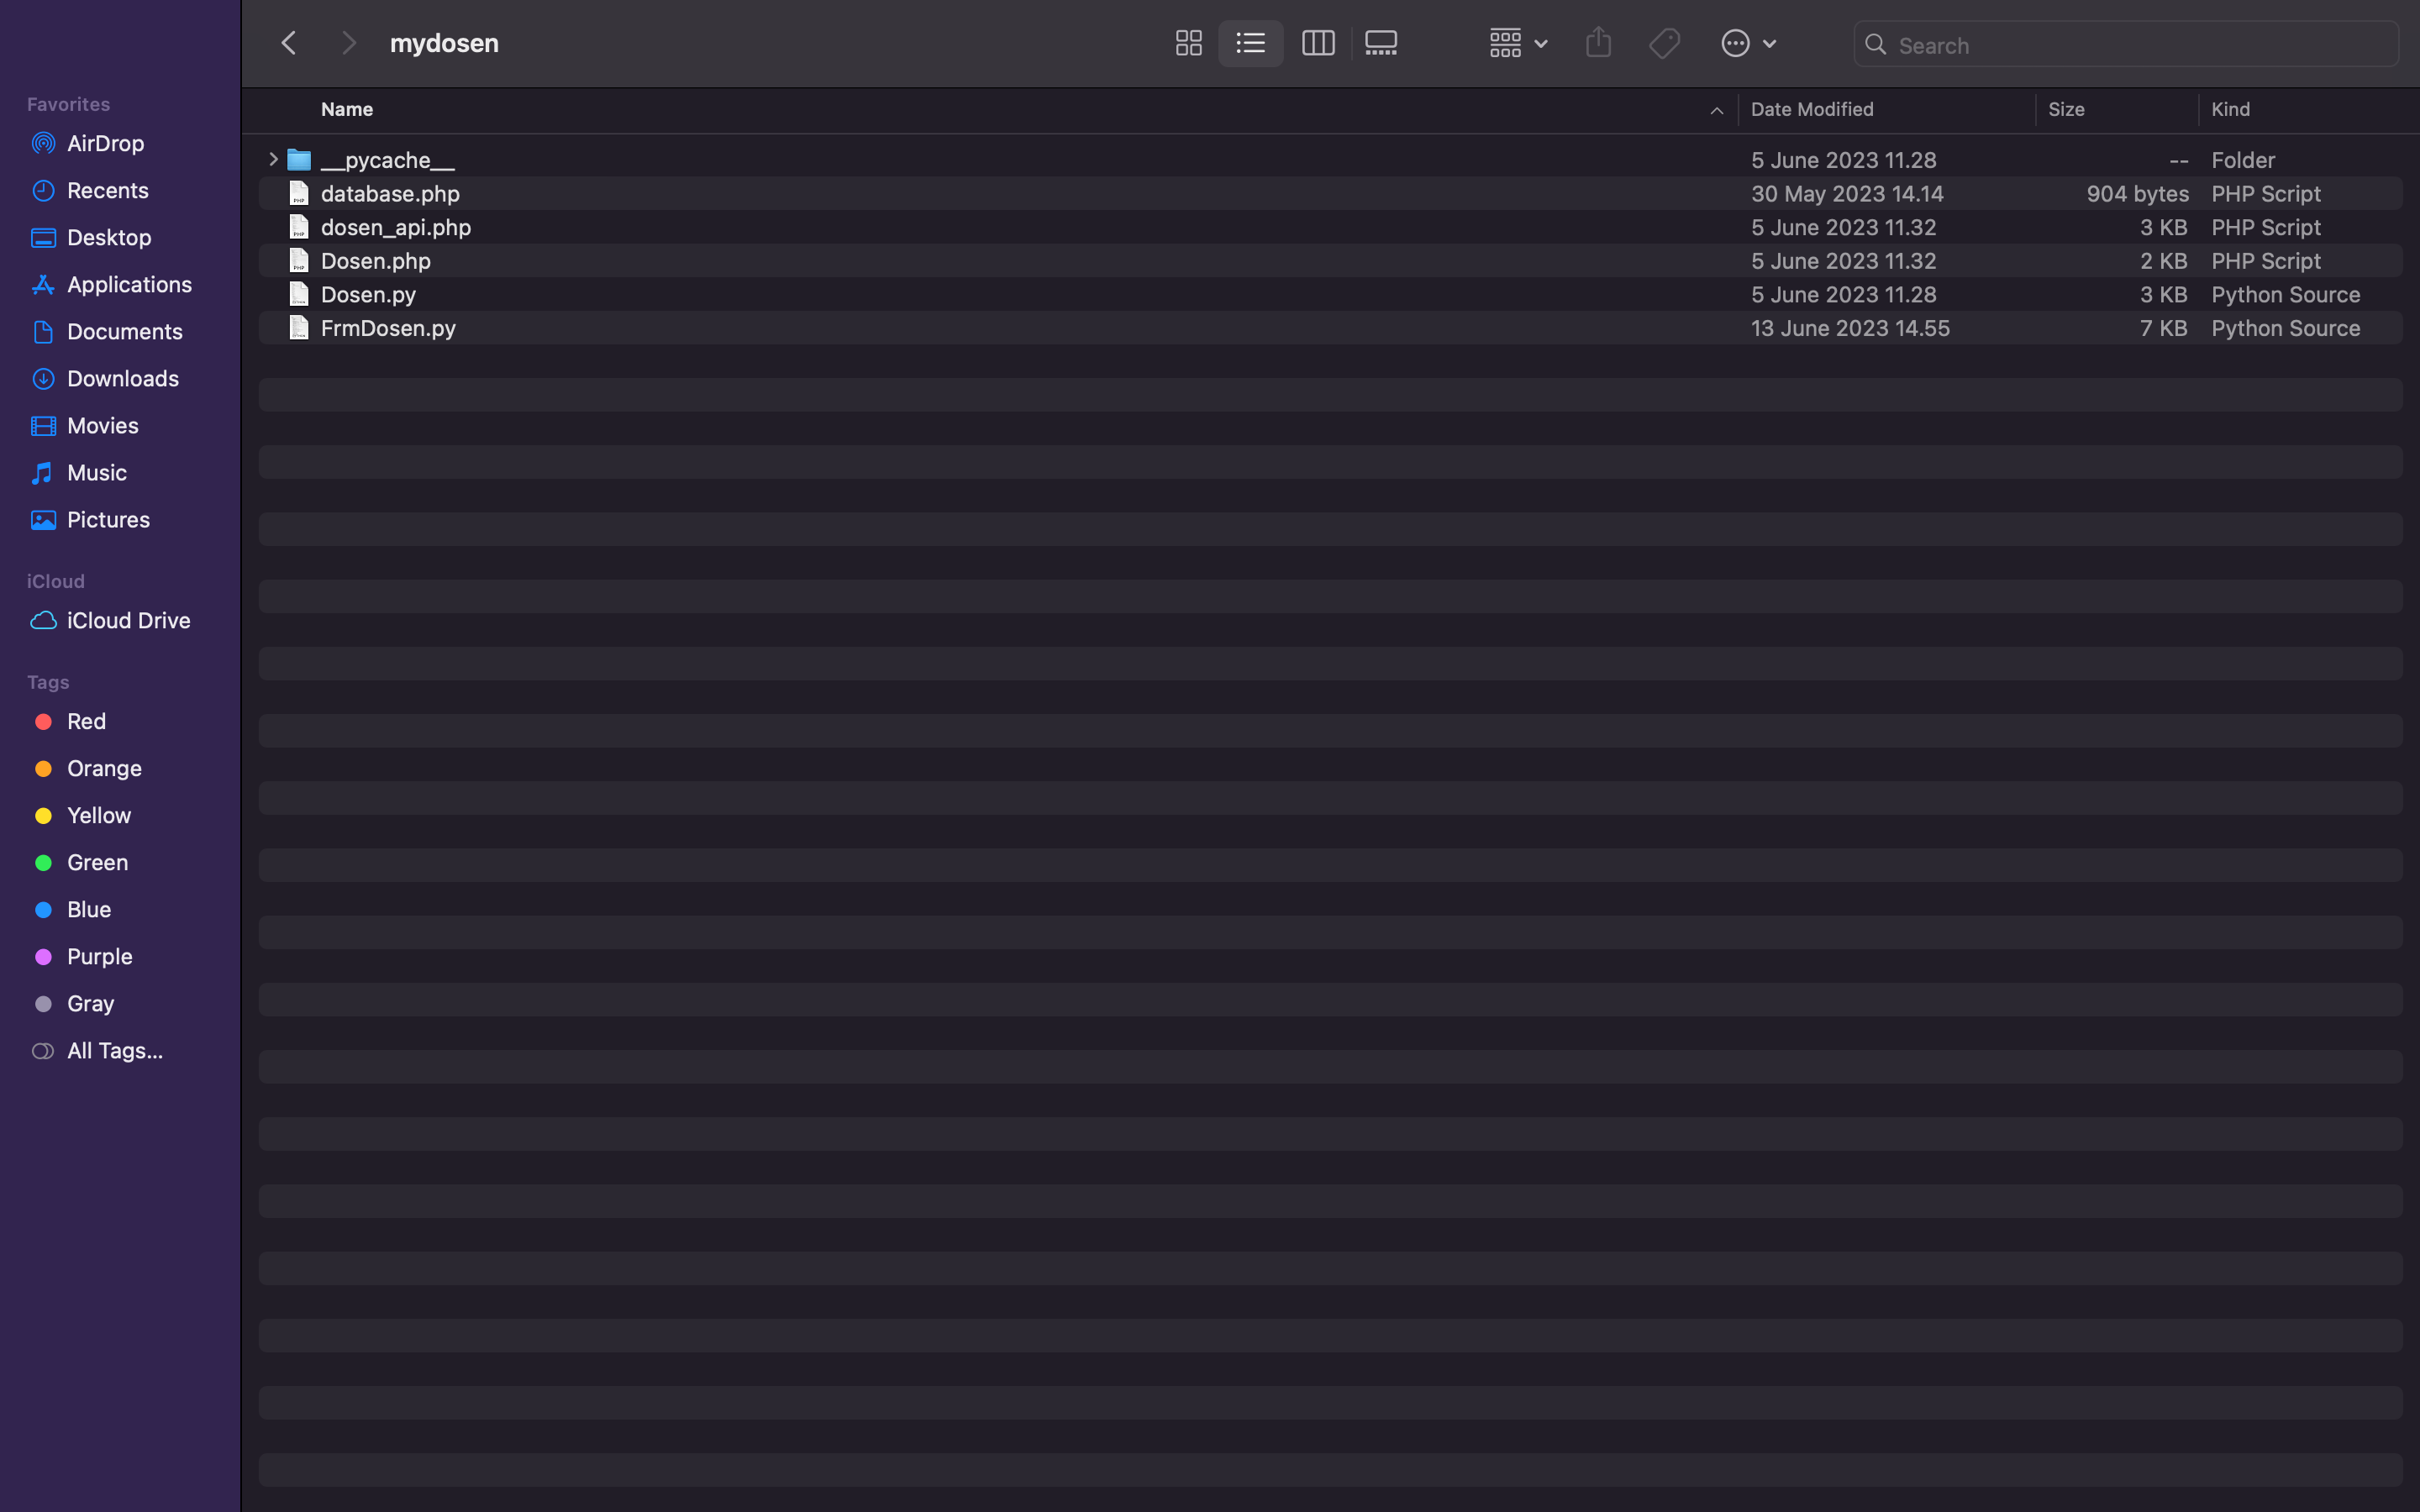 mydosen
Search
Favorites
AirDrop
Recents
Desktop
Applications
Documents
Downloads
Movies
Music
Pictures
iCloud
iCloud Drive
Tags
Red
Orange
Yellow
Green
Blue
Purple
Gray
All Tags...
Name Date Modified Size Kind
__pycache__ 5 June 2023 11.28 -- Folder
database.php 30 May 2023 14.14 904 bytes PHP Script
dosen_api.php 5 June 2023 11.32 3 KB PHP Script
Dosen.php 5 June 2023 11.32 2 KB PHP Script
Dosen.py 5 June 2023 11.28 3 KB Python Source
FrmDosen.py 13 June 2023 14.55 7 KB Python Source